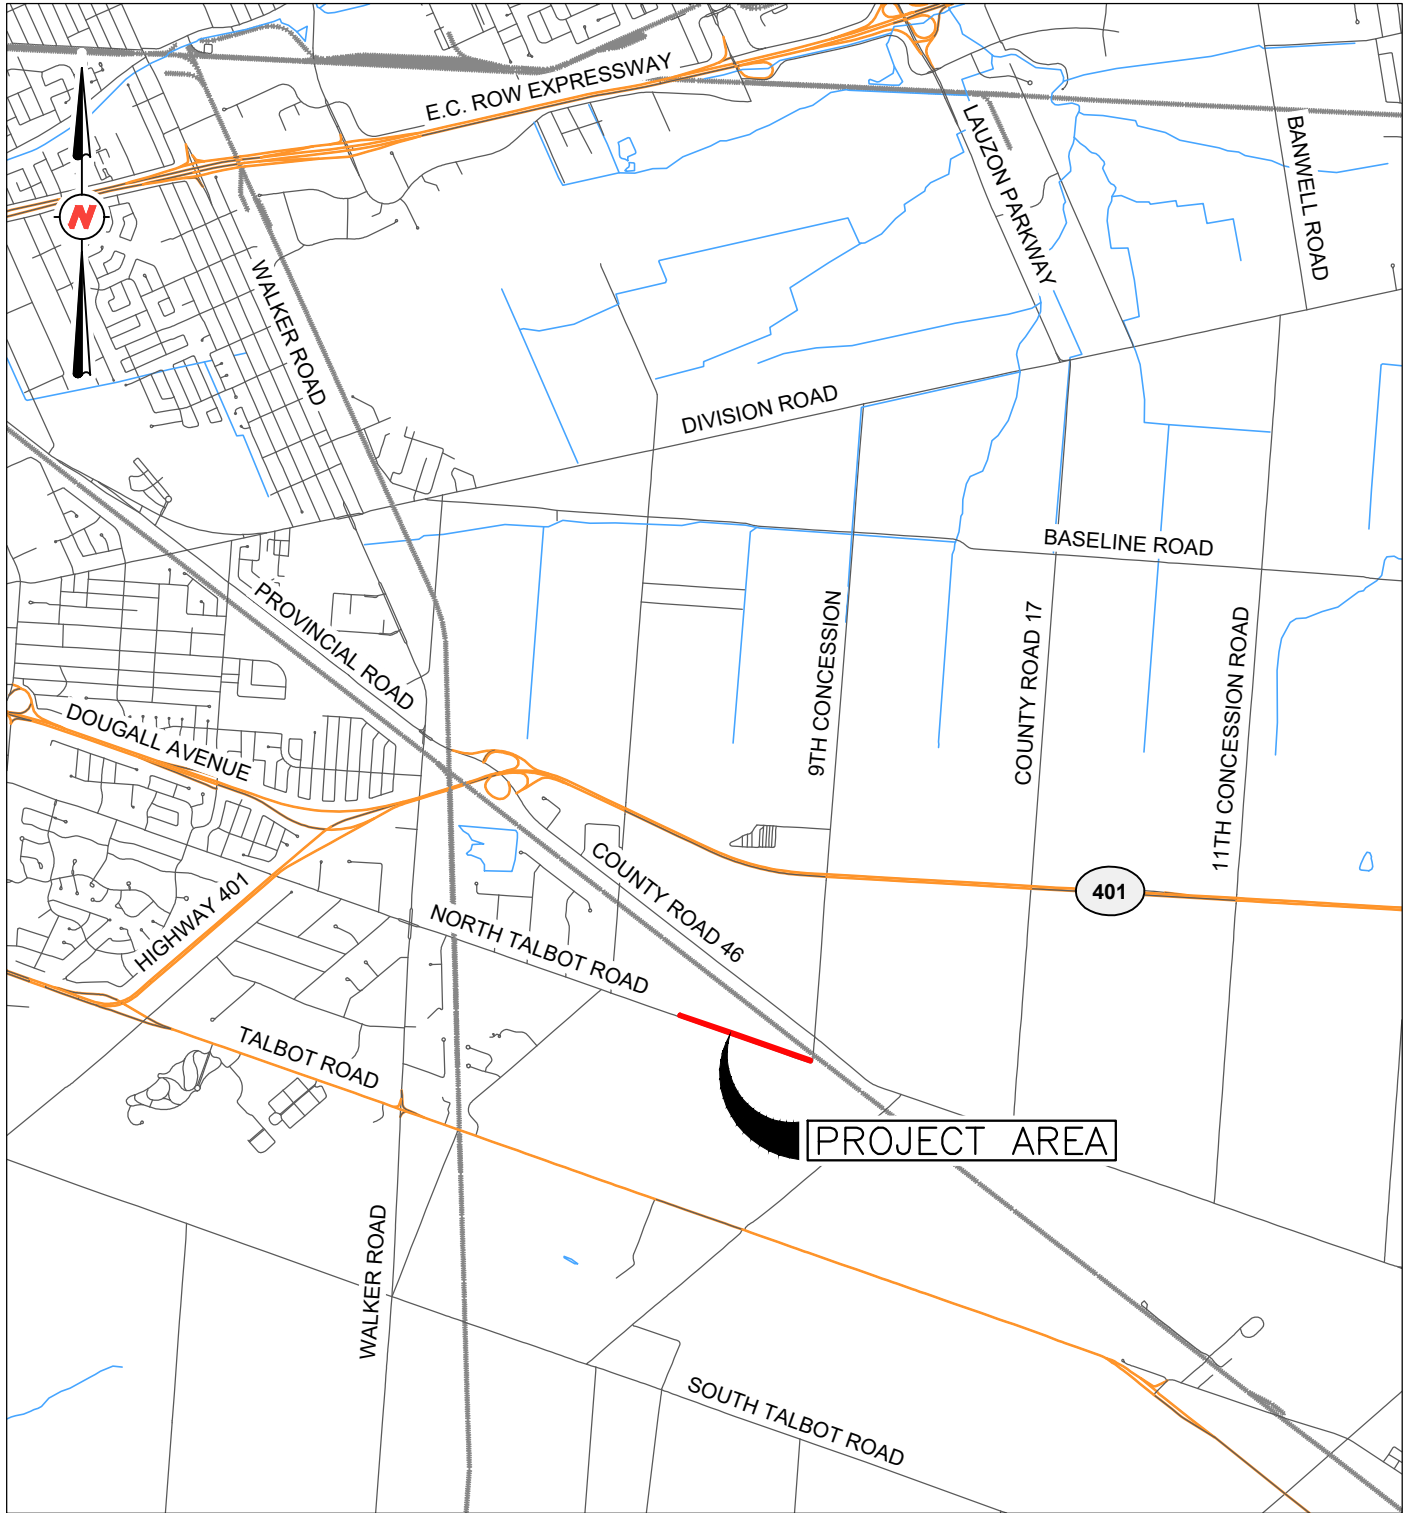 E.C. ROW EXPRESSWAY
LAUZON PARKWAY
BANWELL ROAD
N
WALKER ROAD
DIVISION ROAD
BASELINE ROAD
PROVINCIAL ROAD
9TH CONCESSION
COUNTY ROAD 17
11TH CONCESSION ROAD
DOUGALL AVENUE
COUNTY ROAD 46
401
HIGHWAY 401
NORTH TALBOT ROAD
TALBOT ROAD
PROJECT AREA
WALKER ROAD
SOUTH TALBOT ROAD